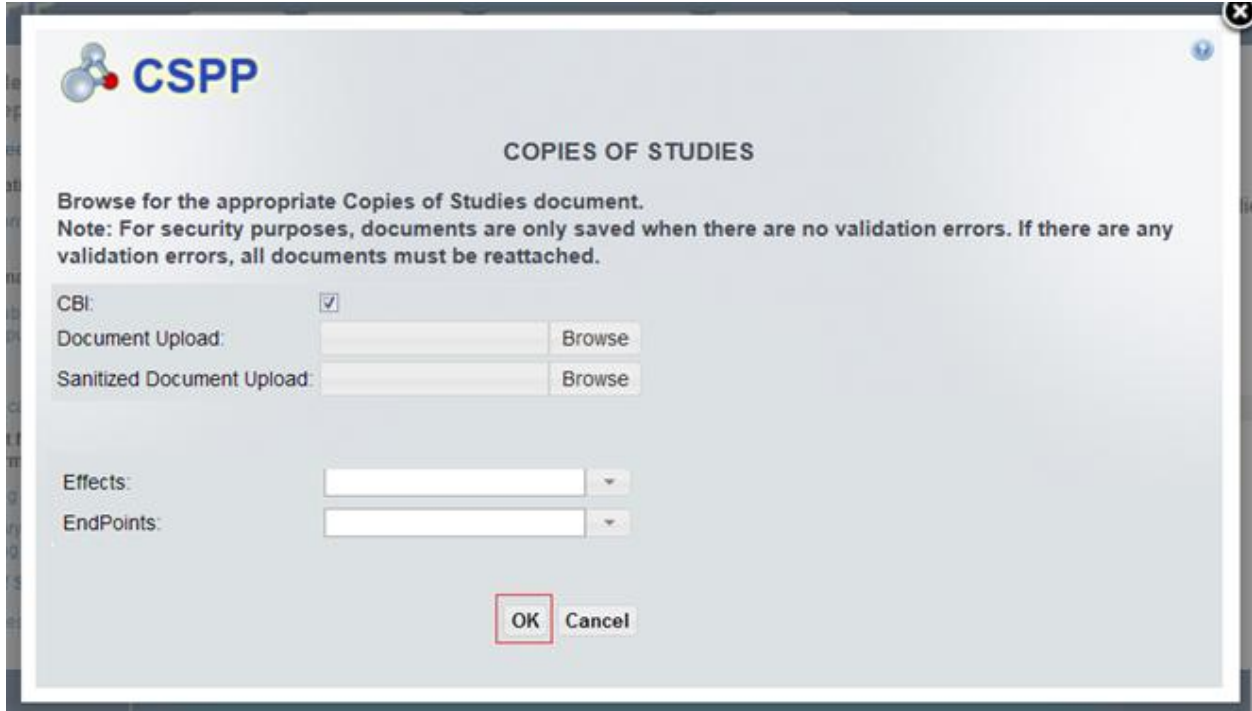 CSPP
COPIES OF STUDIES
Browse for the appropriate Copies of Studies document.
Note: For security purposes, documents are only saved when there are no validation errors. If there are any
validation errors, all documents must be reattached.
CBI:
Document Upload: Browse
Sanitized Document Upload: Browse
Effects:
EndPoints:
OK Cancel